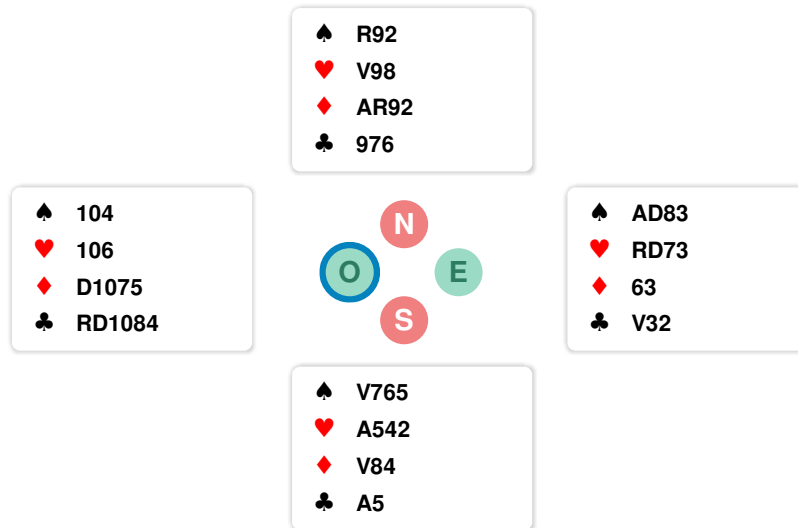 ♠ R92
♥ V98
♦ AR92
♣ 976
♠ 104
♥ 106
♦ D1075
♣ RD1084
N
O E
S
♠ AD83
♥ RD73
♦ 63
♣ V32
♠ V765
♥ A542
♦ V84
♣ A5